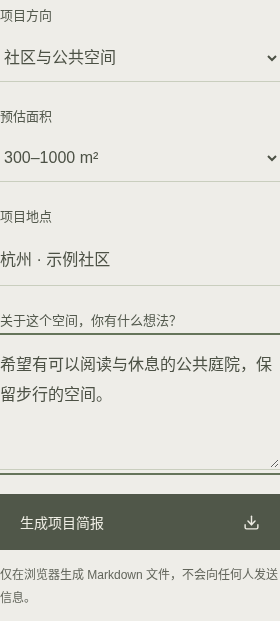 项目方向
社区与公共空间
预估面积
300–1000 m²
项目地点
杭州 · 示例社区
关于这个空间，你有什么想法？
希望有可以阅读与休息的公共庭院，保
留步行的空间。
生成项目简报
仅在浏览器生成 Markdown 文件，不会向任何人发送
信息。